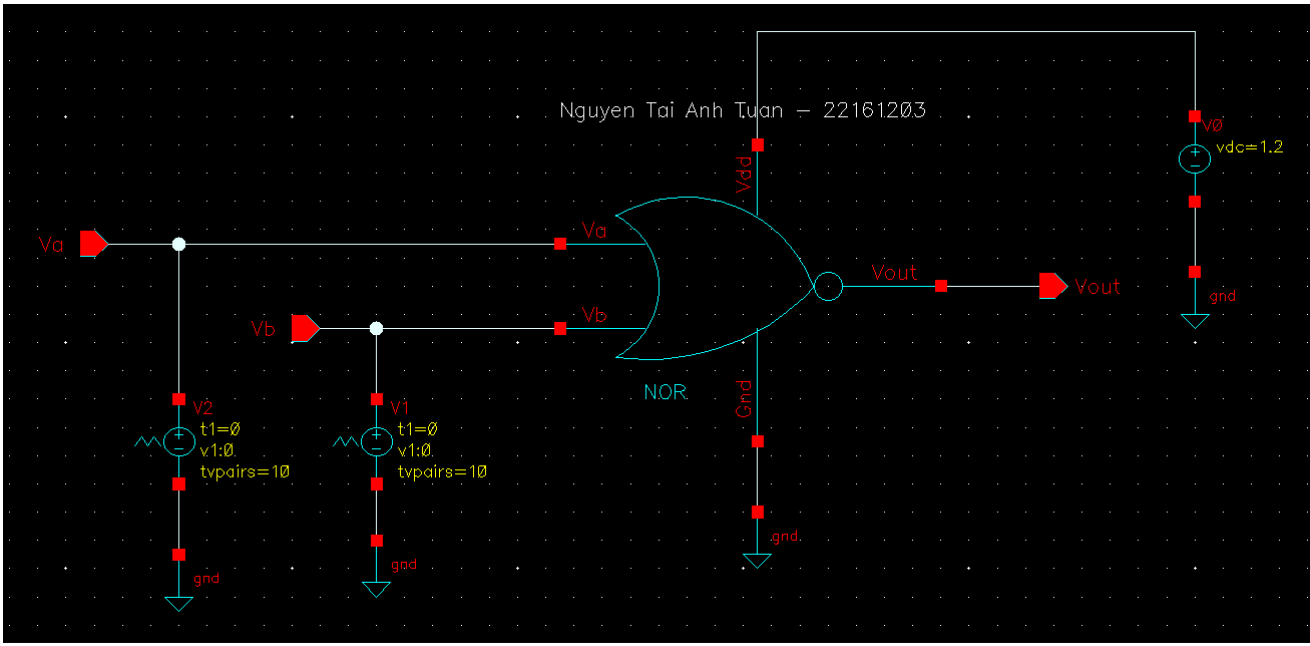 Nguyen Tai Anh Tuan – 22161203
V0
vdc=1.2
Vdd
Va
Va
Vout
Vout
gnd
Vb
Vb
NOR
Gnd
V2
t1=0
v1:0
tvpairs=10
V1
t1=0
v1:0
tvpairs=10
gnd
gnd
gnd